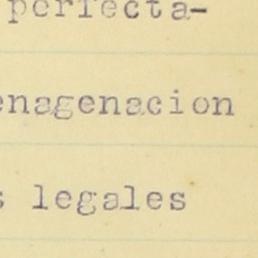 perfecta-
enagenacion
s legales